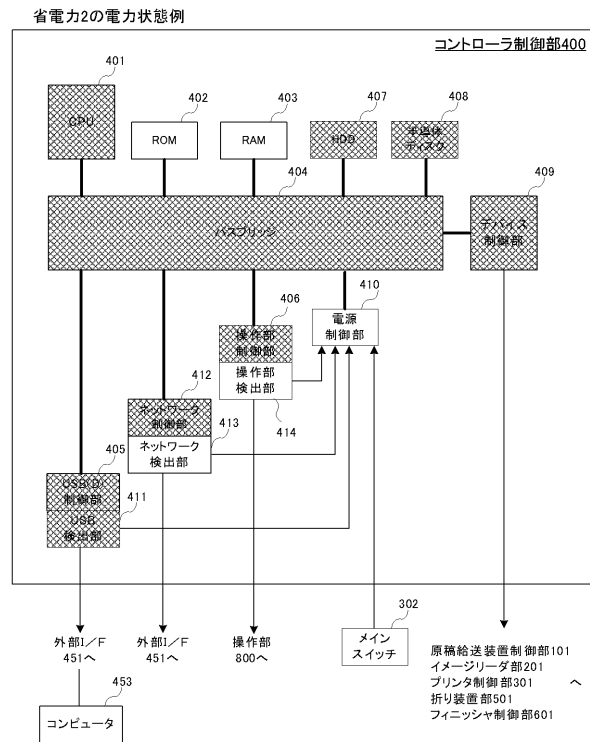 省電力2の電力状態例
コントローラ制御部400
401
CPU
402
ROM
403
RAM
407
HDD
408
半導体
ディスク
404
バスブリッジ
409
デバイス
制御部
410
電源
制御部
406
操作部
制御部
操作部
検出部
414
412
ネットワーク
制御部
413
ネットワーク
検出部
405
USB(D)
制御部
411
USB
検出部
外部I/F
451へ
外部I/F
451へ
操作部
800へ
302
メイン
スイッチ
原稿給送装置制御部101
イメージリーダ部201
プリンタ制御部301 へ
折り装置部501
フィニッシャ制御部601
453
コンピュータ